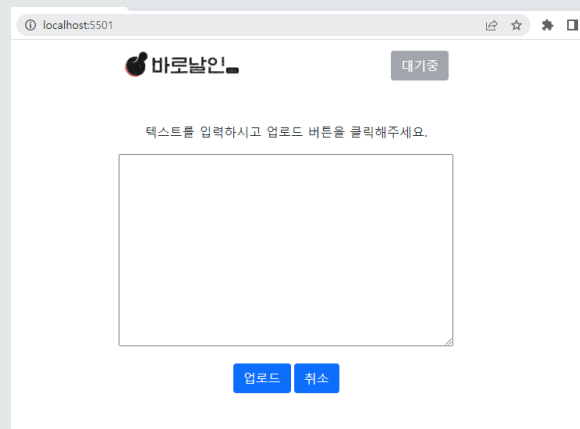 localhost:5501
바로날인
대기중
텍스트를 입력하시고 업로드 버튼을 클릭해주세요.
업로드 취소